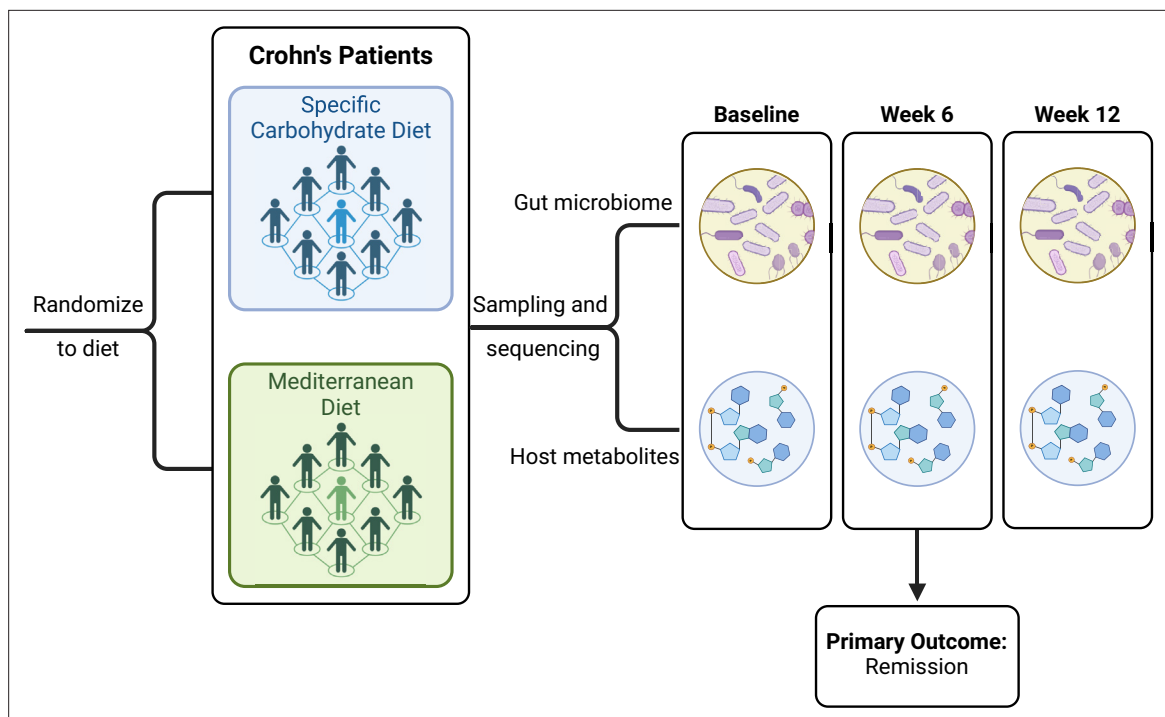 Crohn's Patients
Specific
Carbohydrate Diet
Mediterranean
Diet
Randomize
to diet
Sampling and
sequencing
Gut microbiome
Host metabolites
Baseline
Week 6
Week 12
Primary Outcome:
Remission